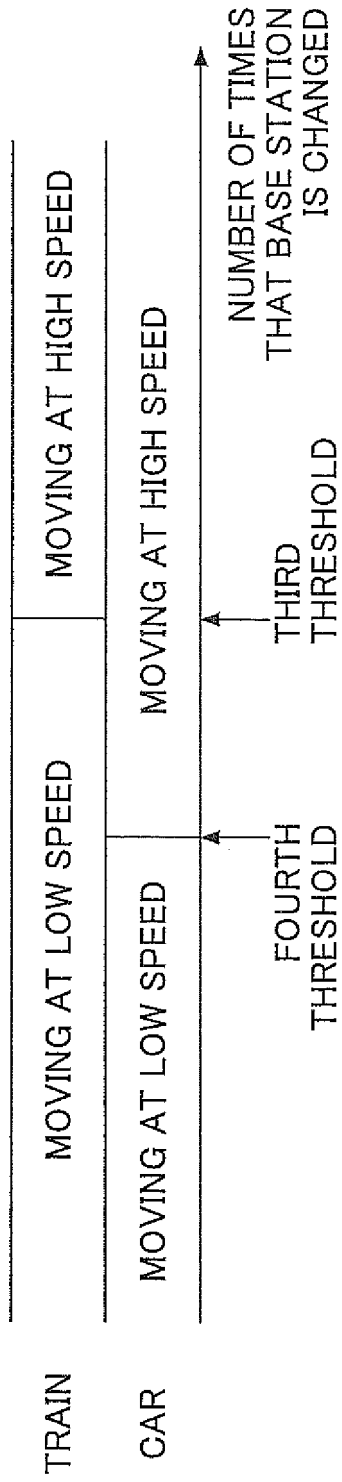 TRAIN
MOVING AT LOW SPEED
MOVING AT HIGH SPEED
CAR
MOVING AT LOW SPEED
MOVING AT HIGH SPEED
FOURTH
THRESHOLD
THIRD
THRESHOLD
NUMBER OF TIMES
THAT BASE STATION
IS CHANGED